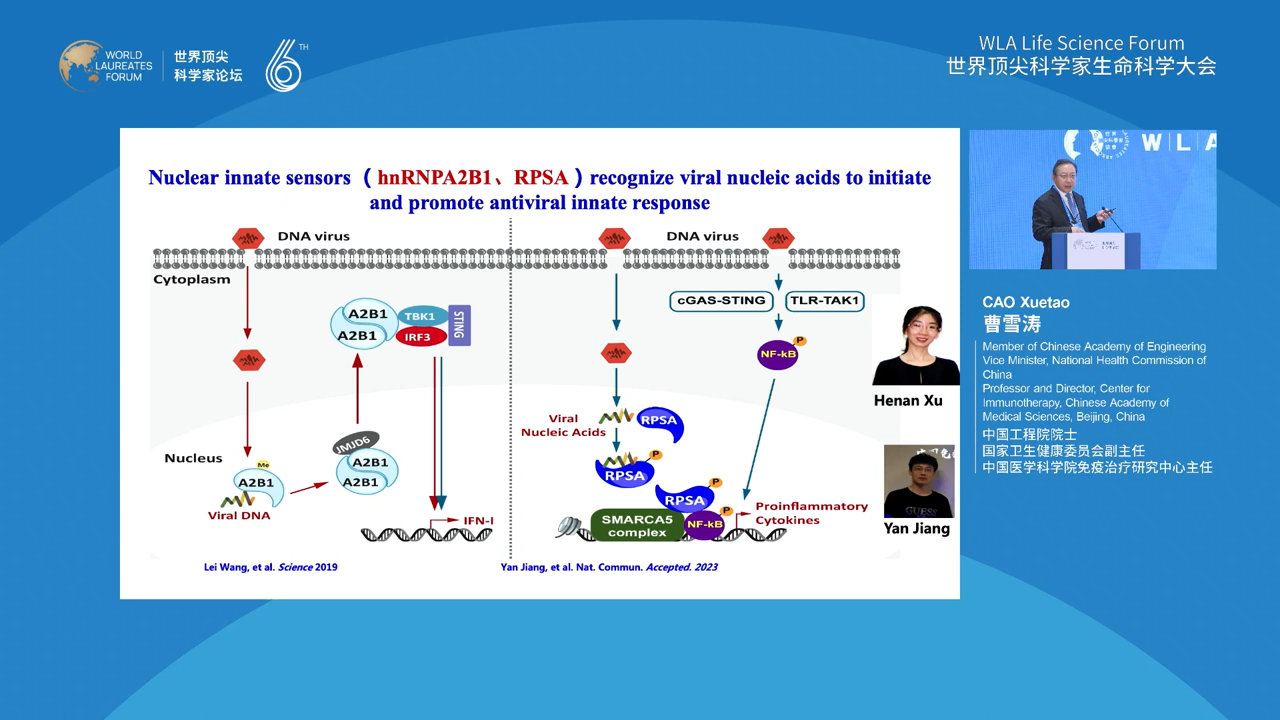 WORLD
LAUREATES
FORUM
世界顶尖
科学家论坛
6TH
WLA Life Science Forum
世界顶尖科学家生命科学大会
Nuclear innate sensors （hnRNPA2B1、RPSA）recognize viral nucleic acids to initiate
and promote antiviral innate response
DNA virus
Cytoplasm
A2B1
A2B1
TBK1
IRF3
STING
Nucleus
JMJD6
A2B1
A2B1
Me
A2B1
Viral DNA
IFN-I
Lei Wang, et al. Science 2019
DNA virus
cGAS-STING
TLR-TAK1
P
NF-kB
Viral
Nucleic Acids
RPSA
P
RPSA
P
RPSA
SMARCA5
complex
P
NF-kB
Proinflammatory
Cytokines
Yan Jiang, et al. Nat. Commun. Accepted. 2023
Henan Xu
GUESS
Yan Jiang
W L A
CAO Xuetao
曹雪涛
Member of Chinese Academy of Engineering
Vice Minister, National Health Commission of
China
Professor and Director, Center for
Immunotherapy, Chinese Academy of
Medical Sciences, Beijing, China
中国工程院院士
国家卫生健康委员会副主任
中国医学科学院免疫治疗研究中心主任